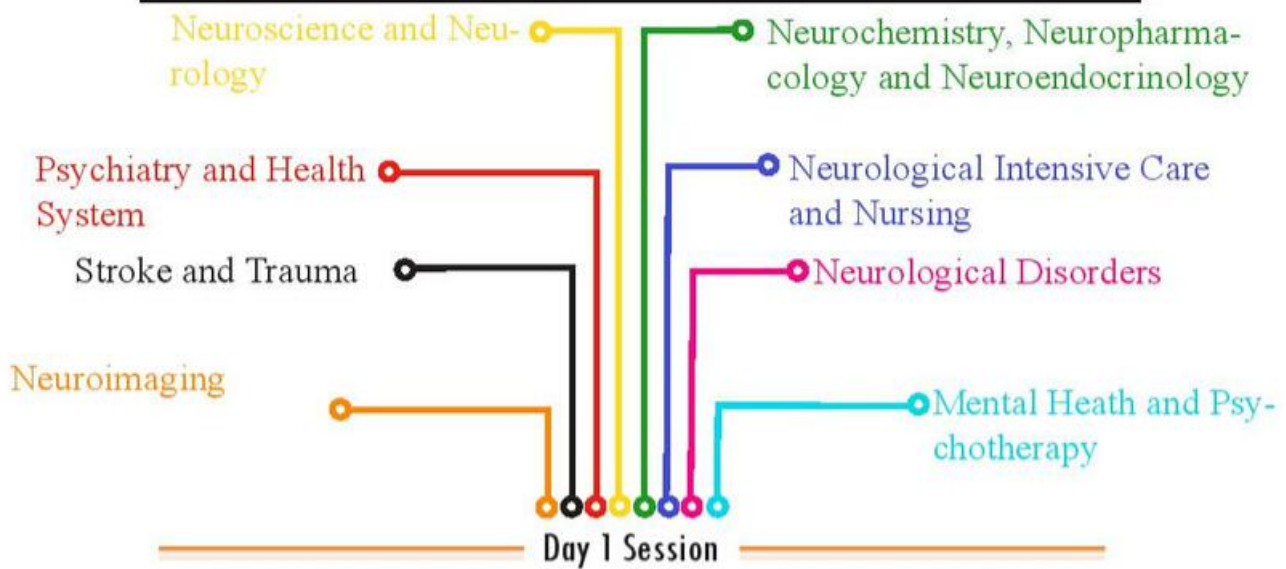 Neuroscience and Neu-
rology
Neurochemistry, Neuropharma-
cology and Neuroendocrinology
Psychiatry and Health
System
Neurological Intensive Care
and Nursing
Stroke and Trauma
Neurological Disorders
Neuroimaging
Mental Heath and Psy-
chotherapy
Day 1 Session